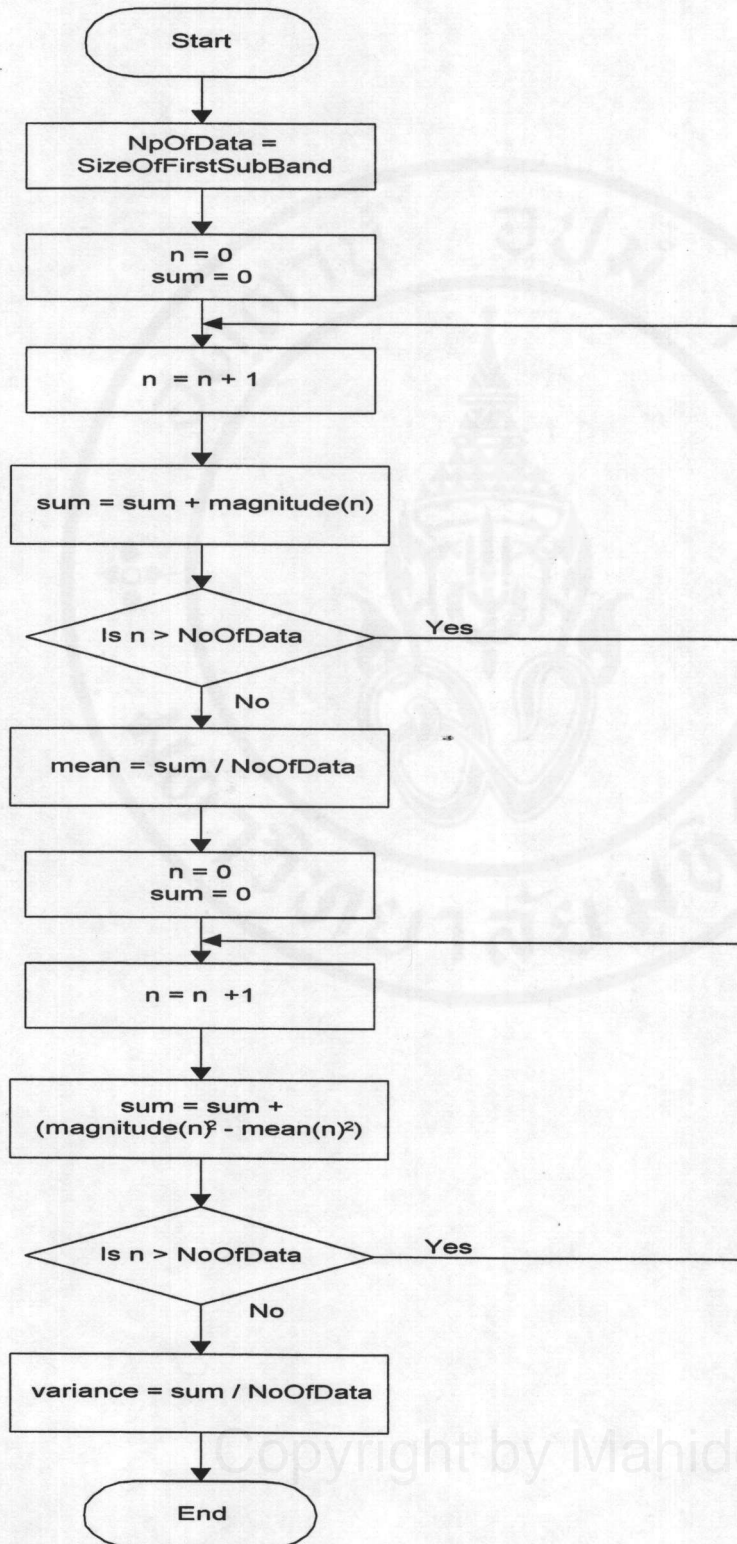 Start
NpOfData =
SizeOfFirstSubBand
n = 0
sum = 0
n = n + 1
sum = sum + magnitude(n)
Is n > NoOfData
Yes
No
mean = sum / NoOfData
n = 0
sum = 0
n = n +1
sum = sum +
(magnitude(n)² - mean(n)²)
Is n > NoOfData
Yes
No
variance = sum / NoOfData
Copyright by
End